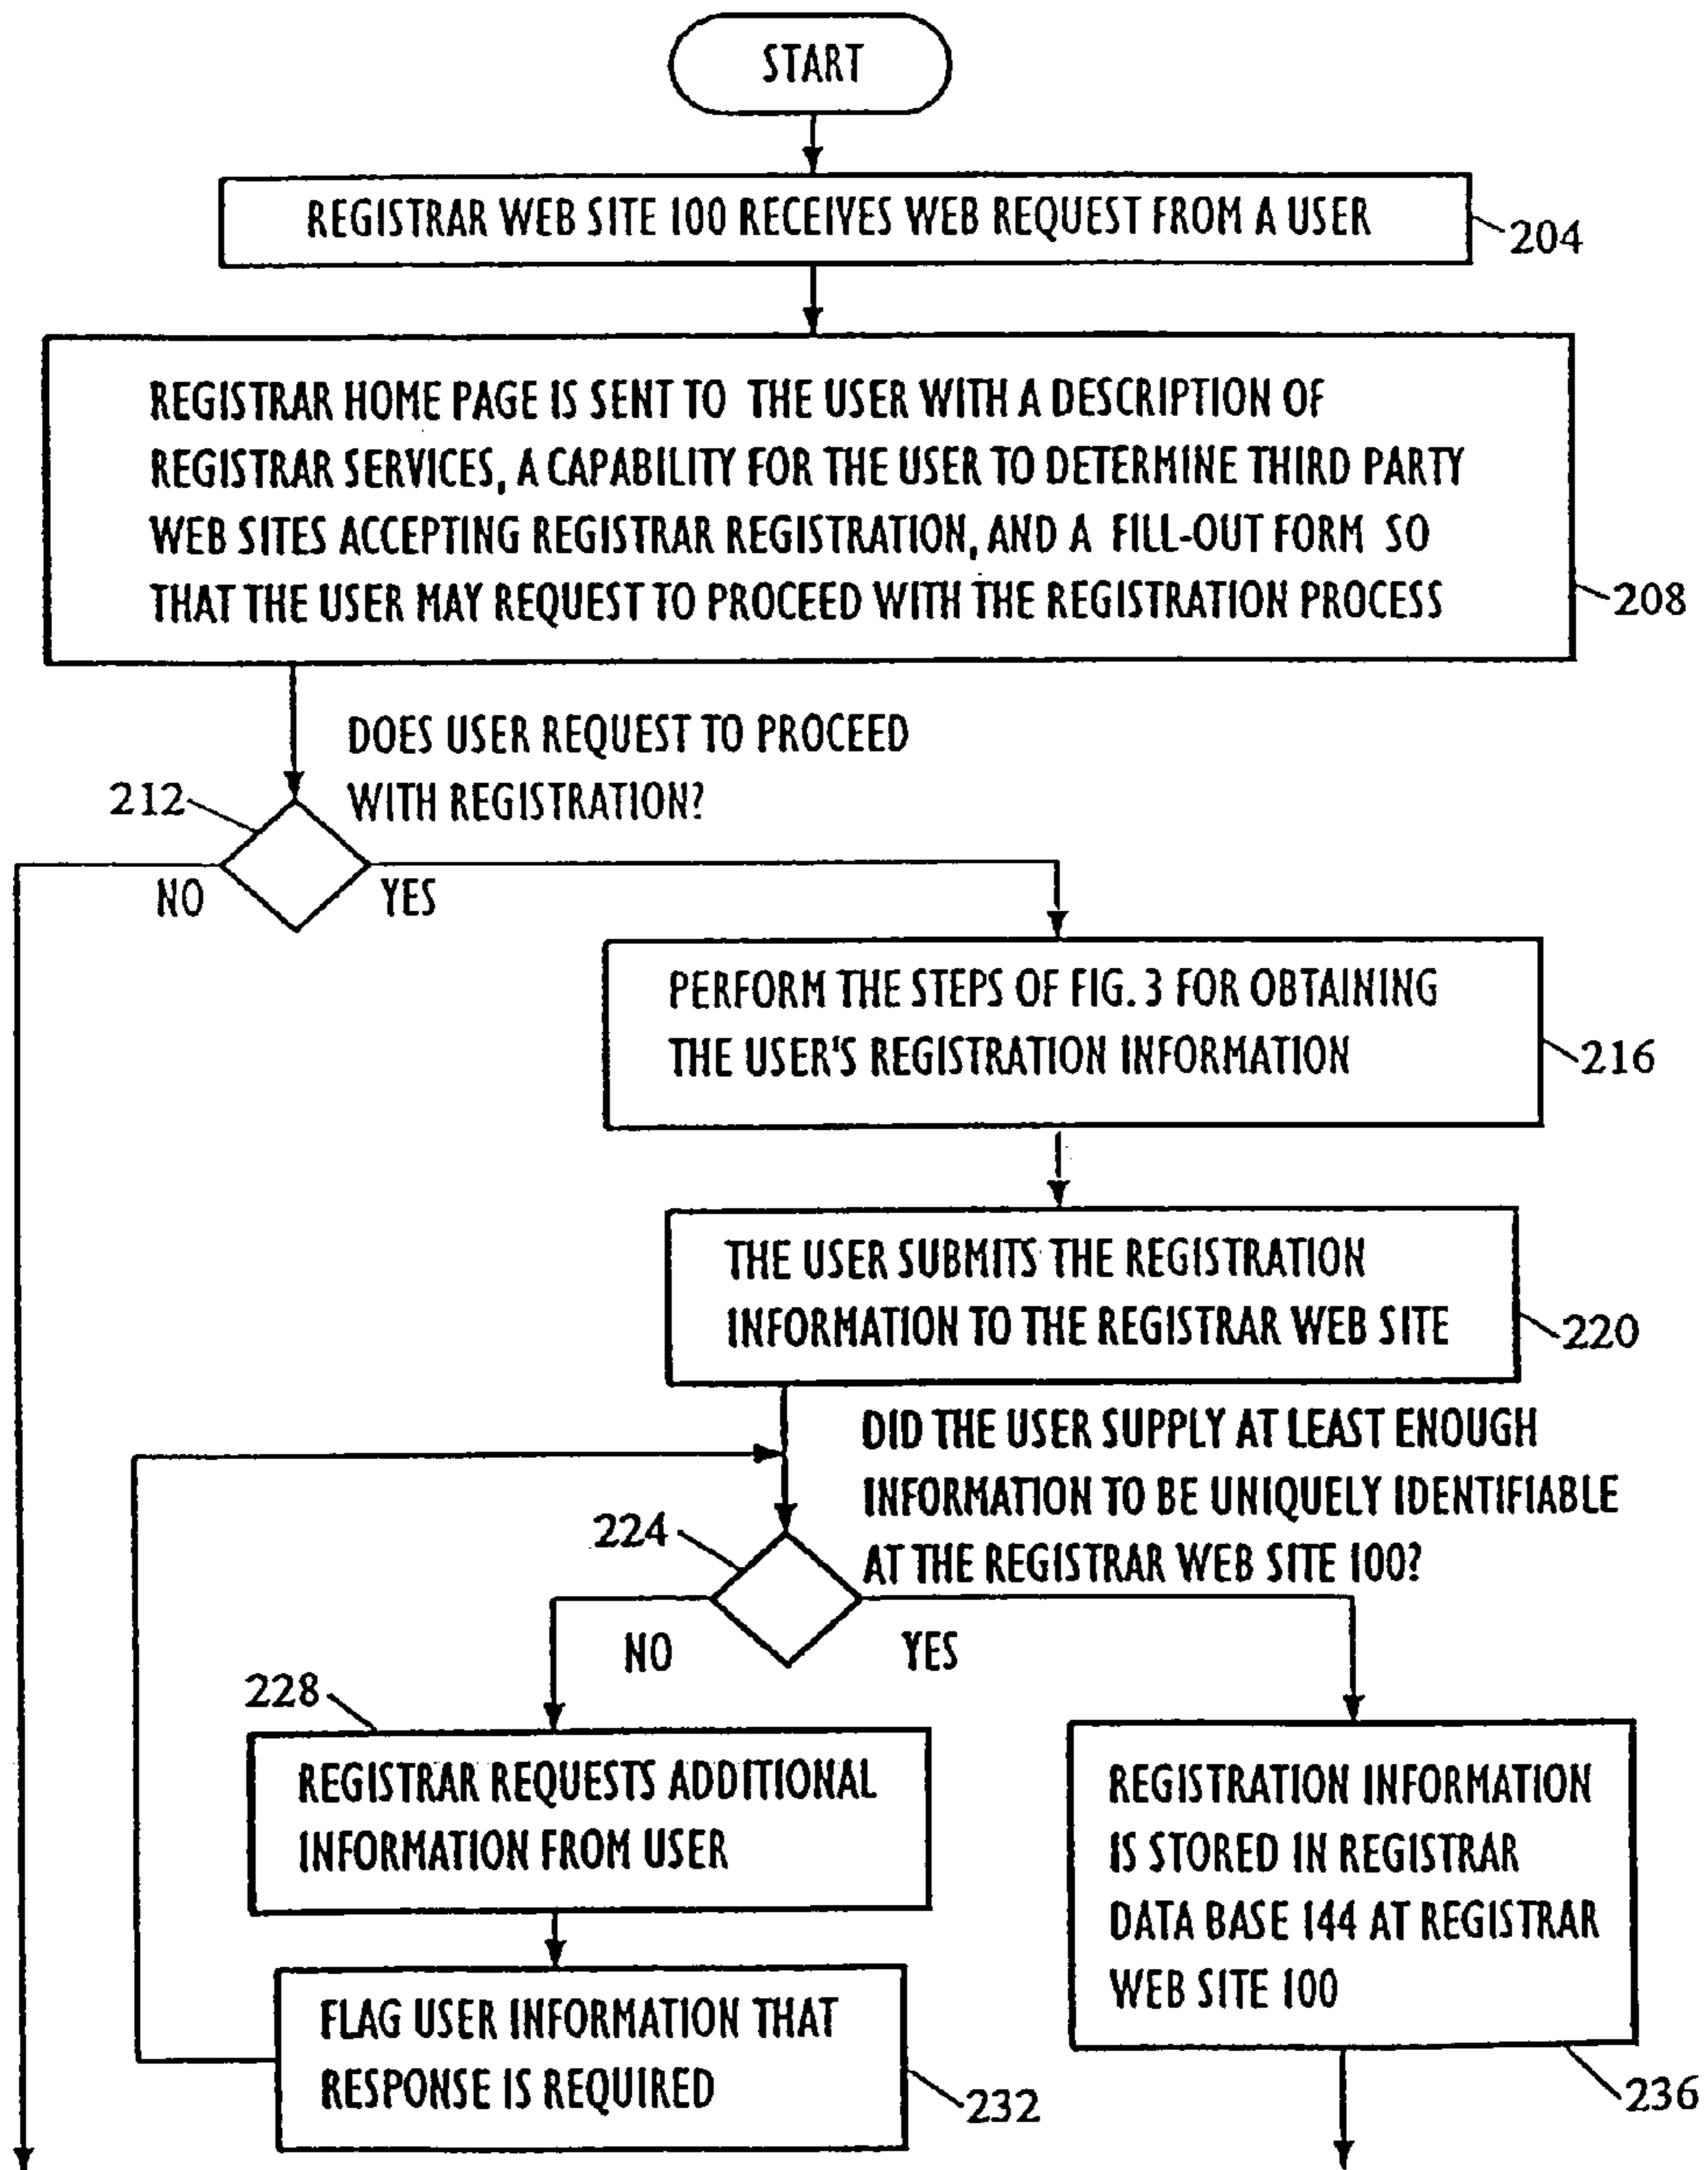 START
REGISTRAR WEB SITE 100 RECEIVES WEB REQUEST FROM A USER
204
REGISTRAR HOME PAGE IS SENT TO THE USER WITH A DESCRIPTION OF
REGISTRAR SERVICES, A CAPABILITY FOR THE USER TO DETERMINE THIRD PARTY
WEB SITES ACCEPTING REGISTRAR REGISTRATION, AND A FILL-OUT FORM SO
THAT THE USER MAY REQUEST TO PROCEED WITH THE REGISTRATION PROCESS
208
DOES USER REQUEST TO PROCEED
WITH REGISTRATION?
212
NO
YES
PERFORM THE STEPS OF FIG. 3 FOR OBTAINING
THE USER'S REGISTRATION INFORMATION
216
THE USER SUBMITS THE REGISTRATION
INFORMATION TO THE REGISTRAR WEB SITE
220
DID THE USER SUPPLY AT LEAST ENOUGH
INFORMATION TO BE UNIQUELY IDENTIFIABLE
AT THE REGISTRAR WEB SITE 100?
224
NO
YES
228
REGISTRAR REQUESTS ADDITIONAL
INFORMATION FROM USER
REGISTRATION INFORMATION
IS STORED IN REGISTRAR
DATA BASE 144 AT REGISTRAR
WEB SITE 100
236
FLAG USER INFORMATION THAT
RESPONSE IS REQUIRED
232